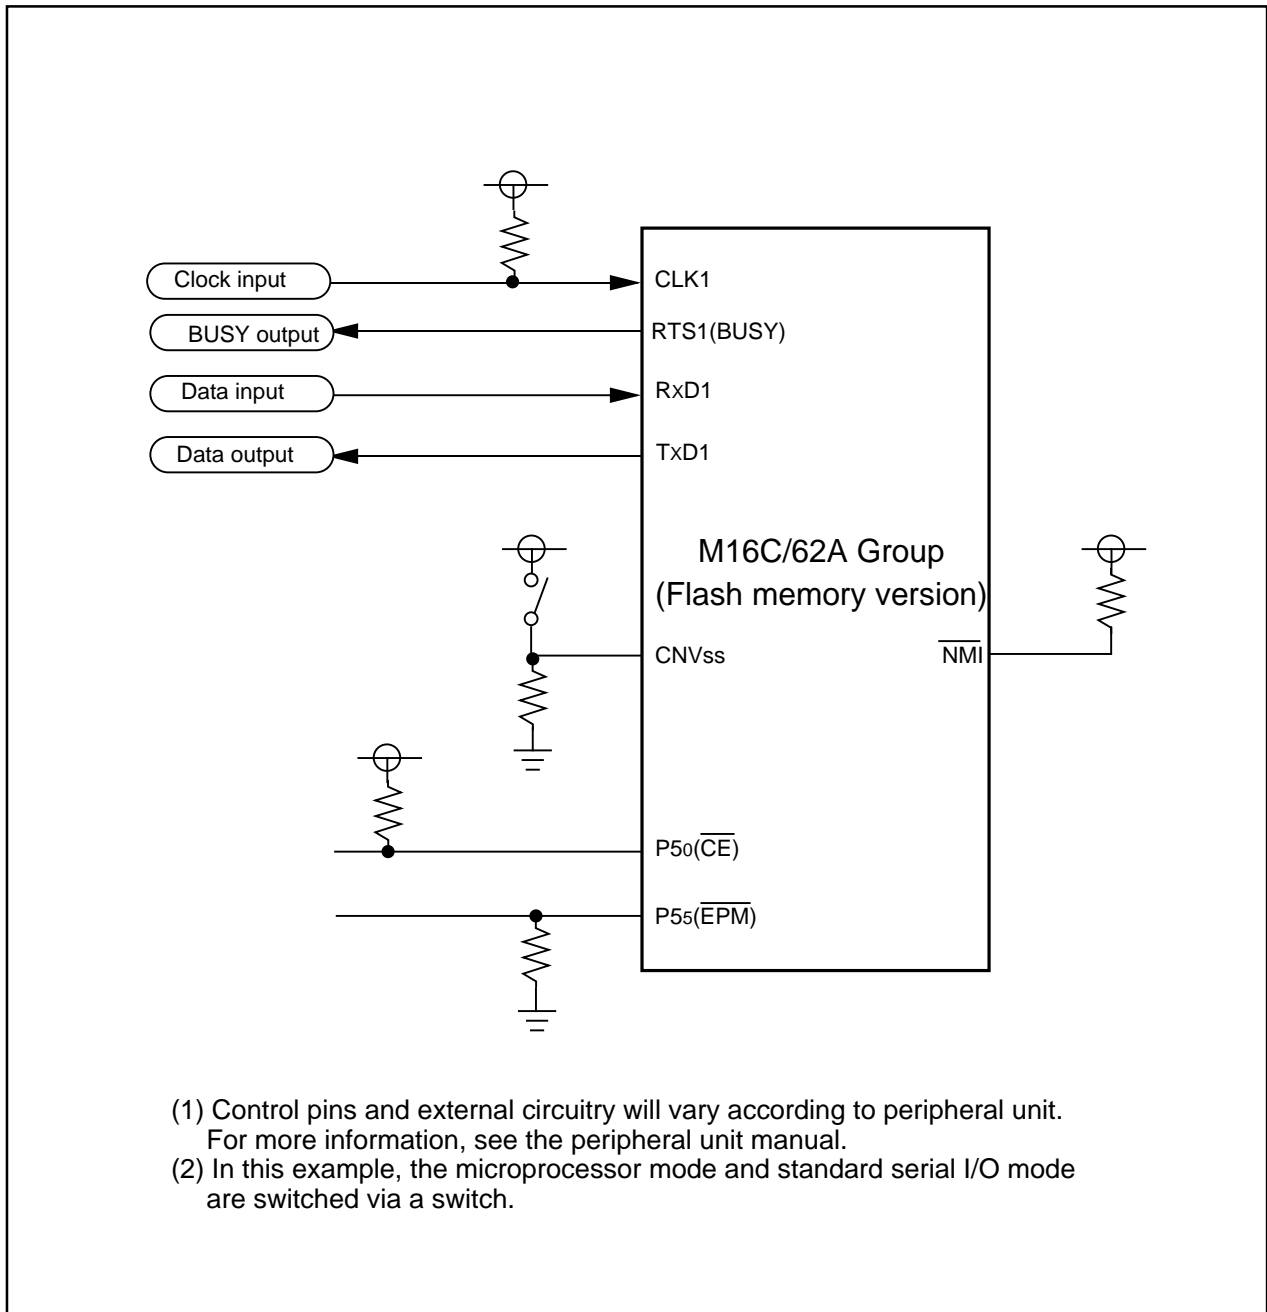 Clock input
CLK1
BUSY output
RTS1(BUSY)
Data input
RxD1
Data output
TxD1
M16C/62A Group
(Flash memory version)
CNVss
NMI
P50(CE)
P55(EPM)
(1) Control pins and external circuitry will vary according to peripheral unit.
For more information, see the peripheral unit manual.
(2) In this example, the microprocessor mode and standard serial I/O mode
are switched via a switch.